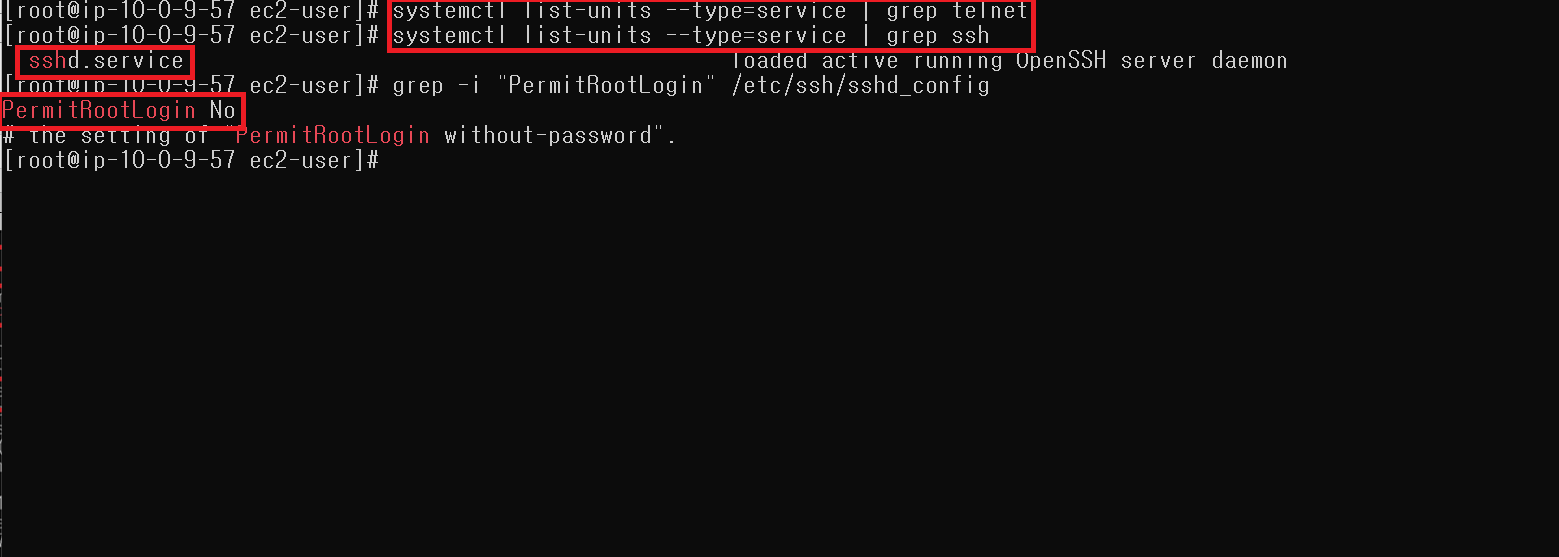 [root@ip-10-0-9-57 ec2-user]# systemctl list-units --type=service | grep telnet
[root@ip-10-0-9-57 ec2-user]# systemctl list-units --type=service | grep ssh
sshd.service loaded active running OpenSSH server daemon
[root@ip-10-0-9-57 ec2-user]# grep -i "PermitRootLogin" /etc/ssh/sshd_config
PermitRootLogin No
# the setting of "PermitRootLogin without-password".
[root@ip-10-0-9-57 ec2-user]#